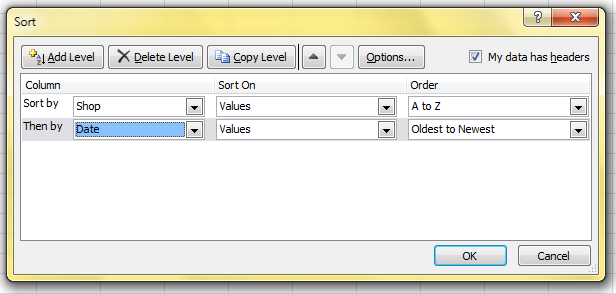 Sort
Add Level Delete Level Copy Level Options... My data has headers
Column Sort On Order
Sort by Shop Values A to Z
Then by Date Values Oldest to Newest
OK Cancel